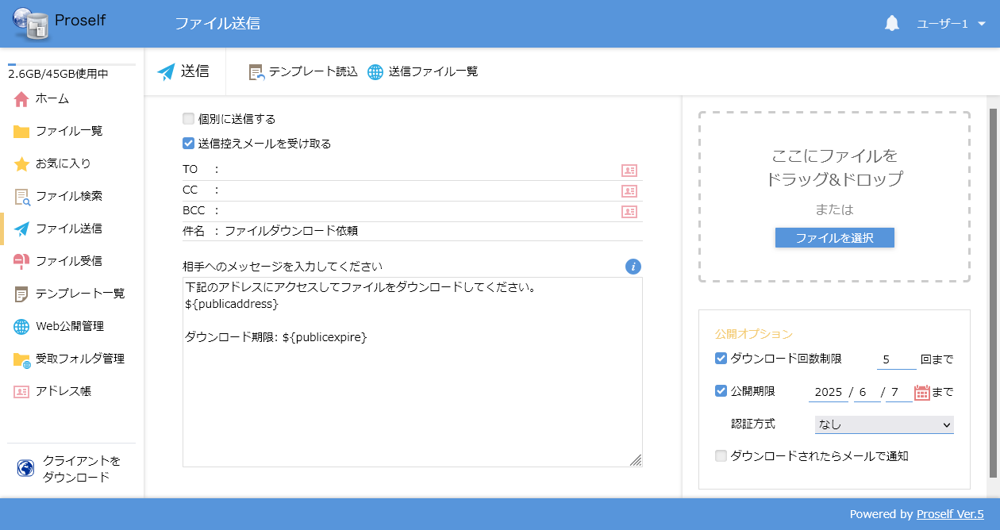 Proself
ファイル送信
ユーザー1
2.6GB/45GB使用中
ホーム
ファイル一覧
お気に入り
ファイル検索
ファイル送信
ファイル受信
テンプレート一覧
Web公開管理
受取フォルダ管理
アドレス帳
クライアントを
ダウンロード
送信
テンプレート読込
送信ファイル一覧
個別に送信する
送信控えメールを受け取る
TO :
CC :
BCC :
件名 : ファイルダウンロード依頼
相手へのメッセージを入力してください
下記のアドレスにアクセスしてファイルをダウンロードしてください。
${publicaddress}
ダウンロード期限: ${publicexpire}
ここにファイルを
ドラッグ&ドロップ
または
ファイルを選択
公開オプション
ダウンロード回数制限 5 回まで
公開期限 2025 / 6 / 7 まで
認証方式 なし
ダウンロードされたらメールで通知
Powered by Proself Ver.5